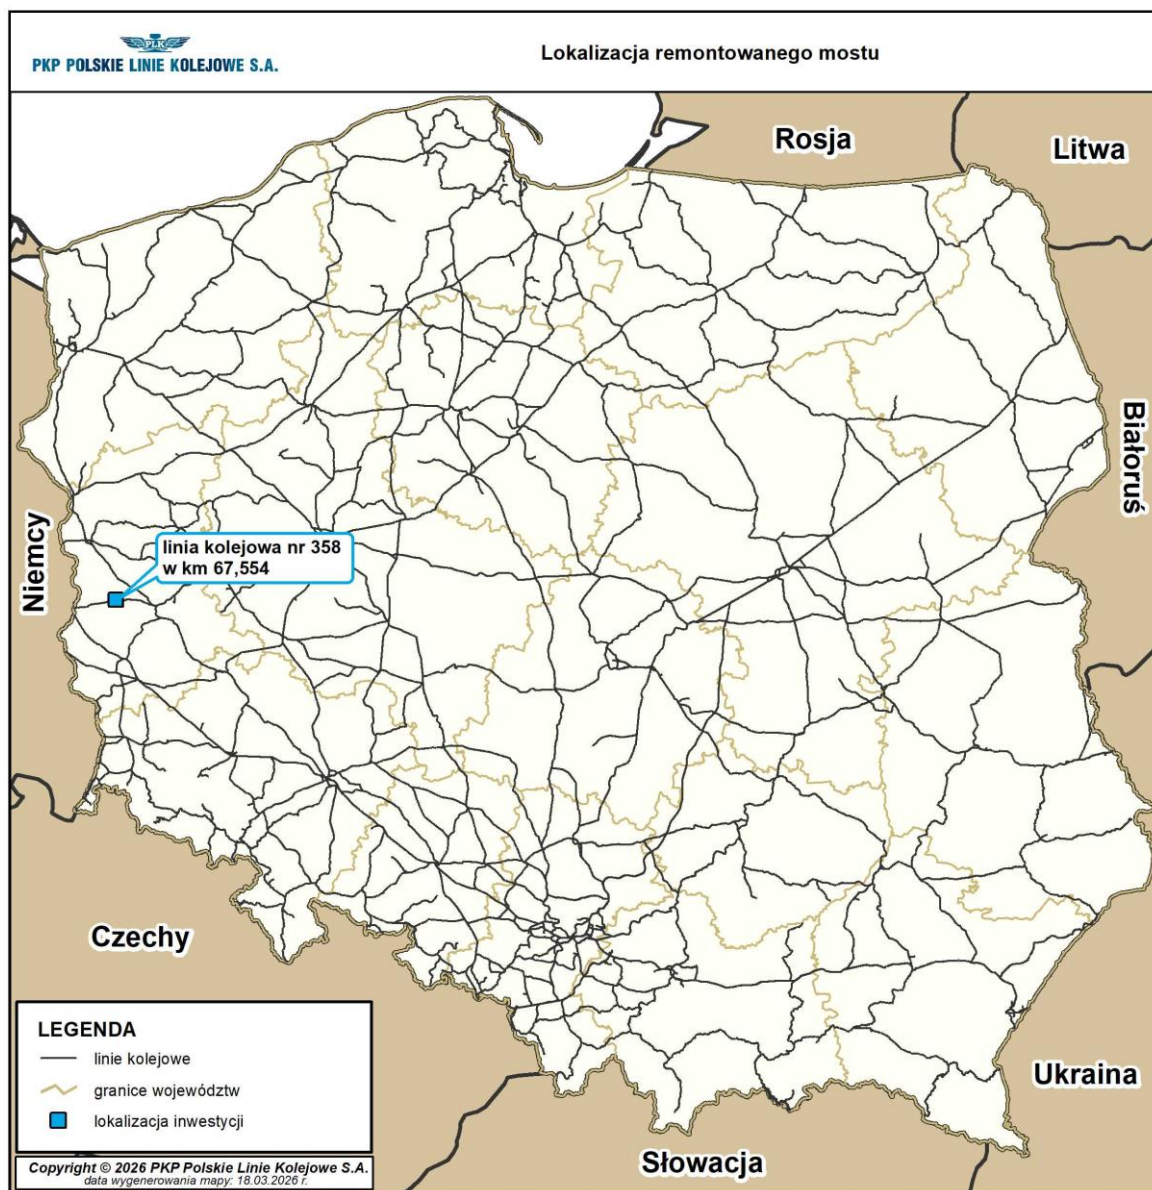 PLK
PKP POLSKIE LINIE KOLEJOWE S.A.
Lokalizacja remontowanego mostu
Rosja
Litwa
Białoruś
Niemcy
linia kolejowa nr 358
w km 67,554
Czechy
LEGENDA
linie kolejowe
granice województw
lokalizacja inwestycji
Ukraina
Słowacja
Copyright © 2026 PKP Polskie Linie Kolejowe S.A.
data wygenerowania mapy: 18.03.2026 r.